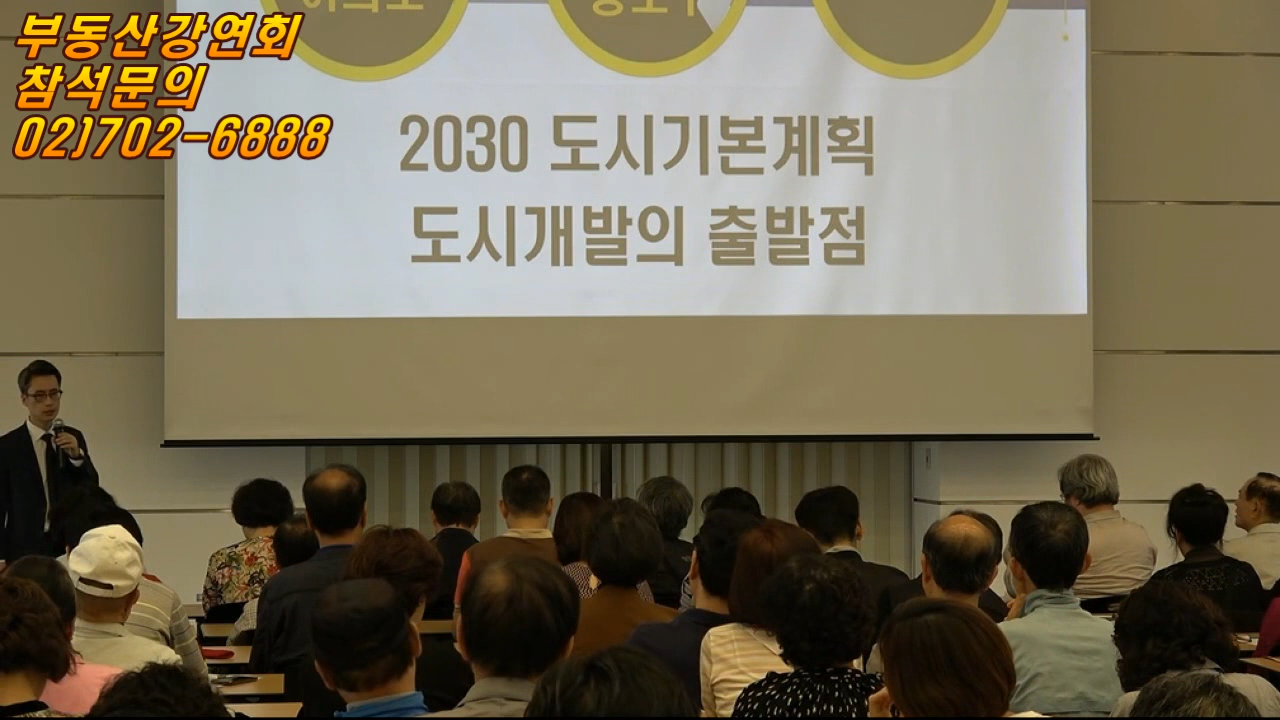 부동산강연회
참석문의
02)702-6888
2030 도시기본계획
도시개발의 출발점